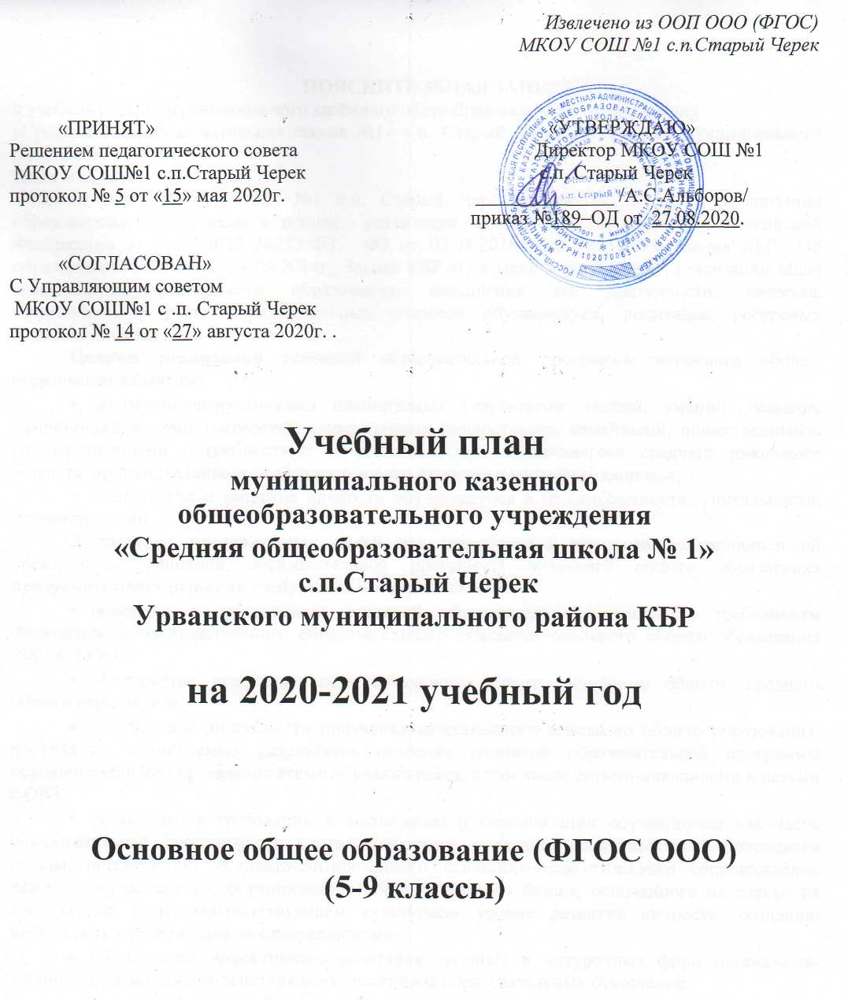 Извлечено из ООП ООО (ФГОС)
МКОУ СОШ №1 с.п.Старый Черек
«ПРИНЯТ»
Решением педагогического совета
МКОУ СОШ№1 с.п.Старый Черек
протокол № 5 от «15» мая 2020г.
«УТВЕРЖДАЮ»
Директор МКОУ СОШ №1
с.п. Старый Черек
/А.С.Альборов/
приказ №189–ОД от 27.08.2020.
«СОГЛАСОВАН»
С Управляющим советом
МКОУ СОШ№1 с .п. Старый Черек
протокол № 14 от «27» августа 2020г. .
Учебный план
муниципального казенного
общеобразовательного учреждения
«Средняя общеобразовательная школа № 1»
с.п.Старый Черек
Урванского муниципального района КБР
на 2020-2021 учебный год
Основное общее образование (ФГОС ООО)
(5-9 классы)